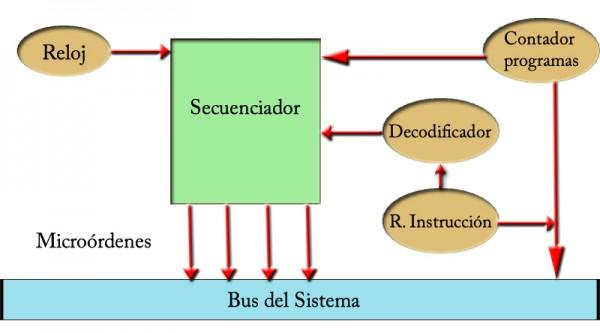 Reloj
Contador
programas
Secuenciador
Decodificador
R. Instrucción
Microórdenes
Bus del Sistema